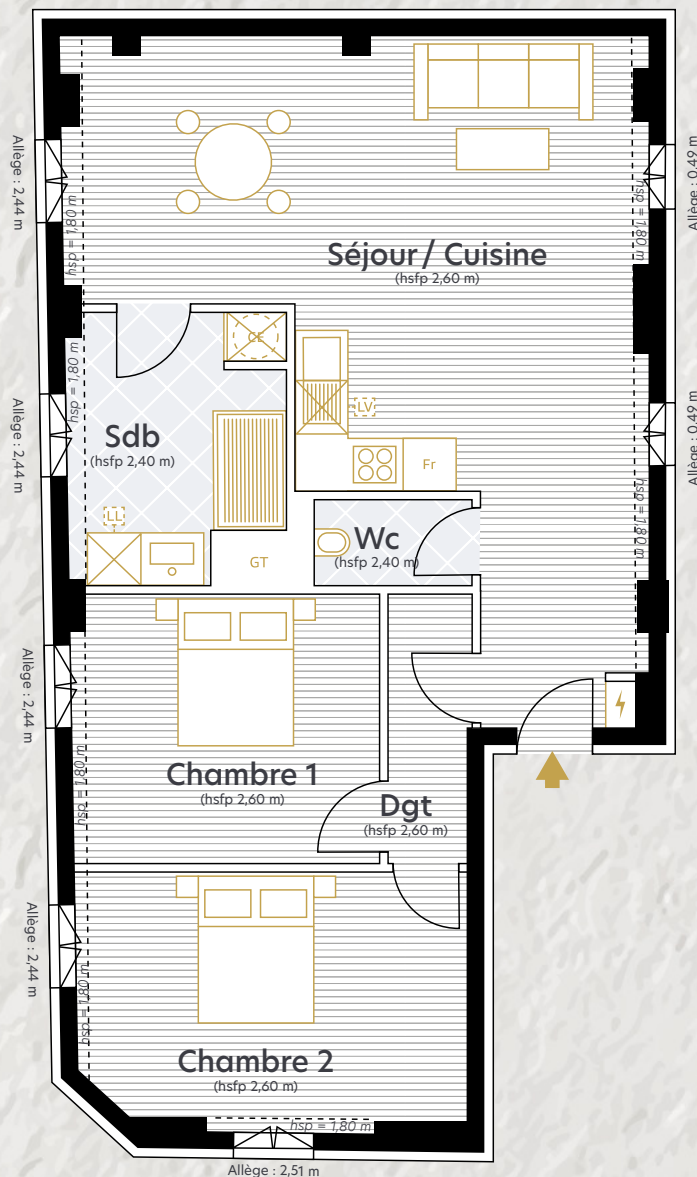 Allège : 2,44 m
Allège : 0,49 m
hsp = 1,80 m
hsp = 1,80 m
Séjour / Cuisine
(hsfp 2,60 m)
CE
hsp = 1,80 m
Allège : 2,44 m
Allège : 0,49 m
LV
Sdb
(hsfp 2,40 m)
Fr
hsp = 1,80m
LL
Wc
(hsfp 2,40 m)
GT
Allège : 2,44 m
Chambre 1
(hsfp 2,60 m)
hsp = 1,80 m
Dgt
(hsfp 2,60 m)
Allège : 2,44 m
hsp = 1,80 m
Chambre 2
(hsfp 2,60 m)
hsp = 1,80 m
Allège : 2,51 m